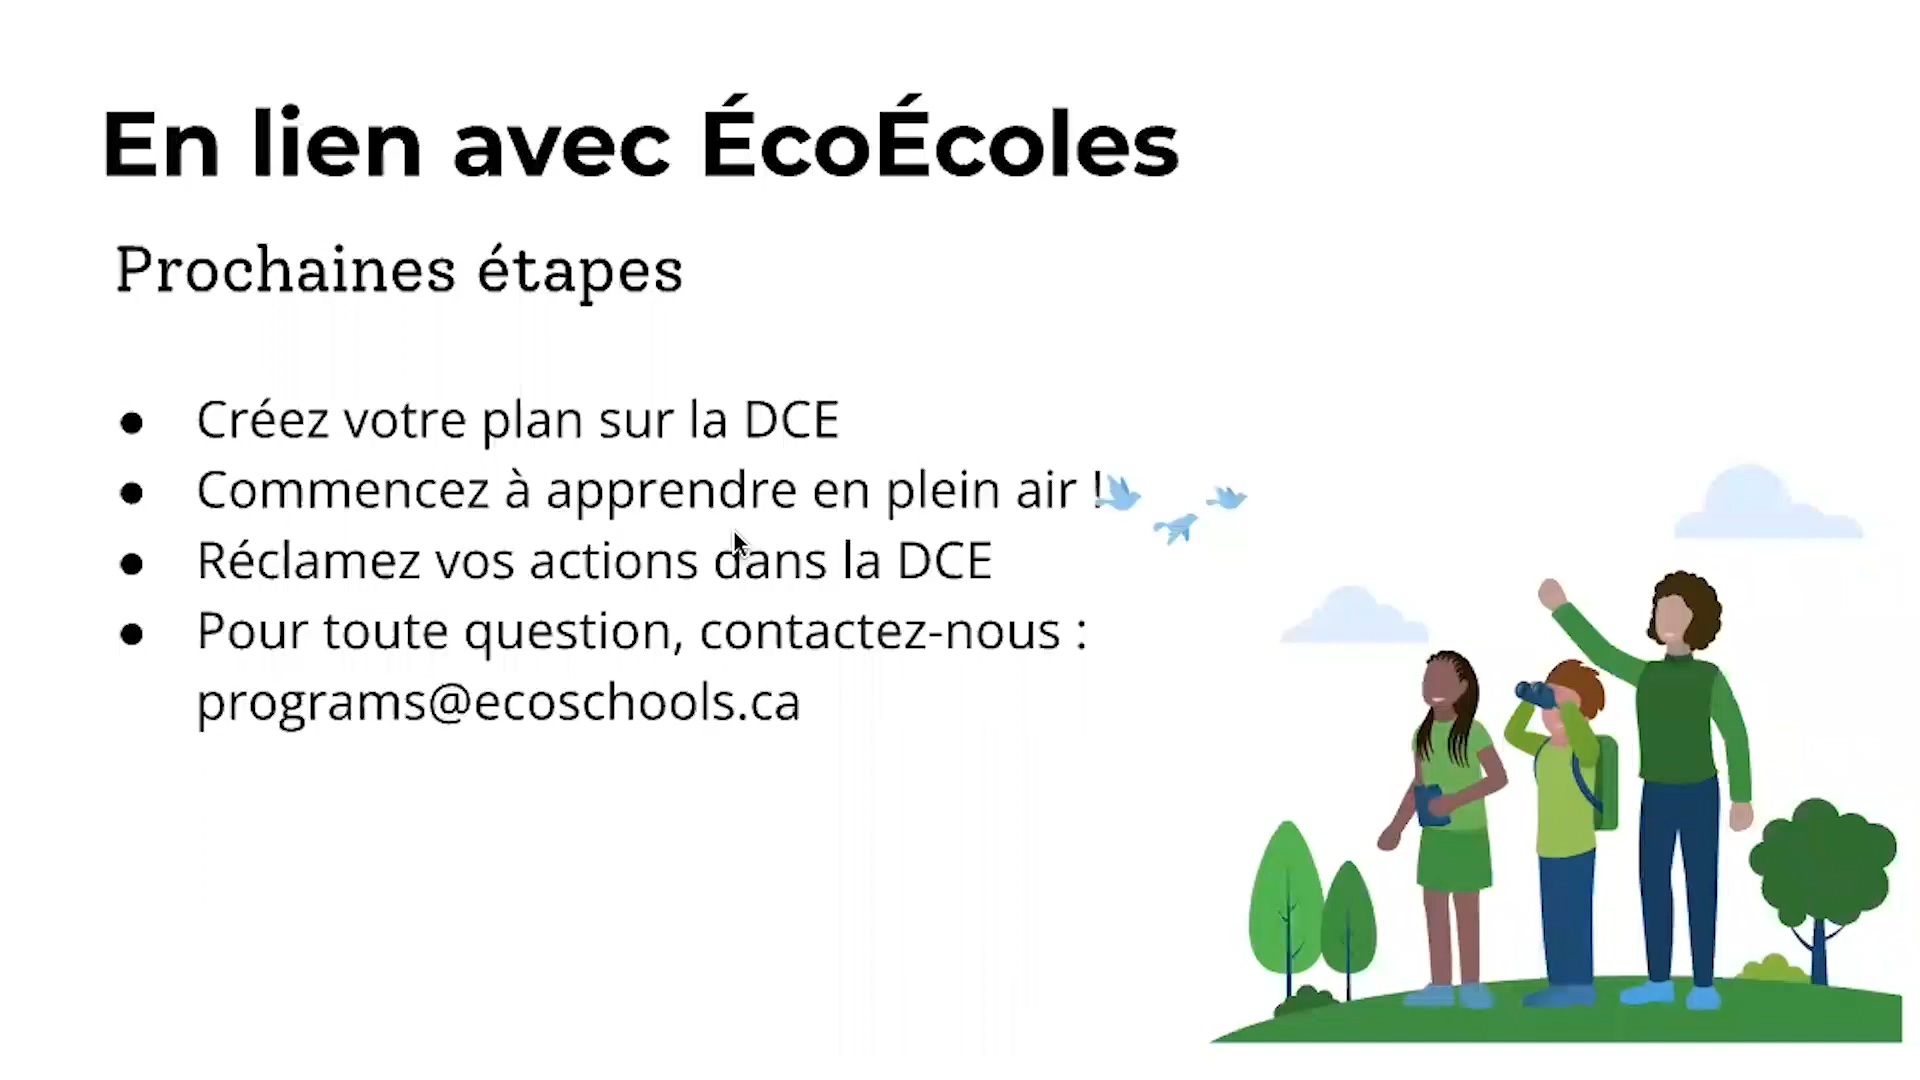 En lien avec ÉcoÉcoles
Prochaines étapes
● Créez votre plan sur la DCE
● Commencez à apprendre en plein air !
● Réclamez vos actions dans la DCE
● Pour toute question, contactez-nous :
programs@ecoschools.ca